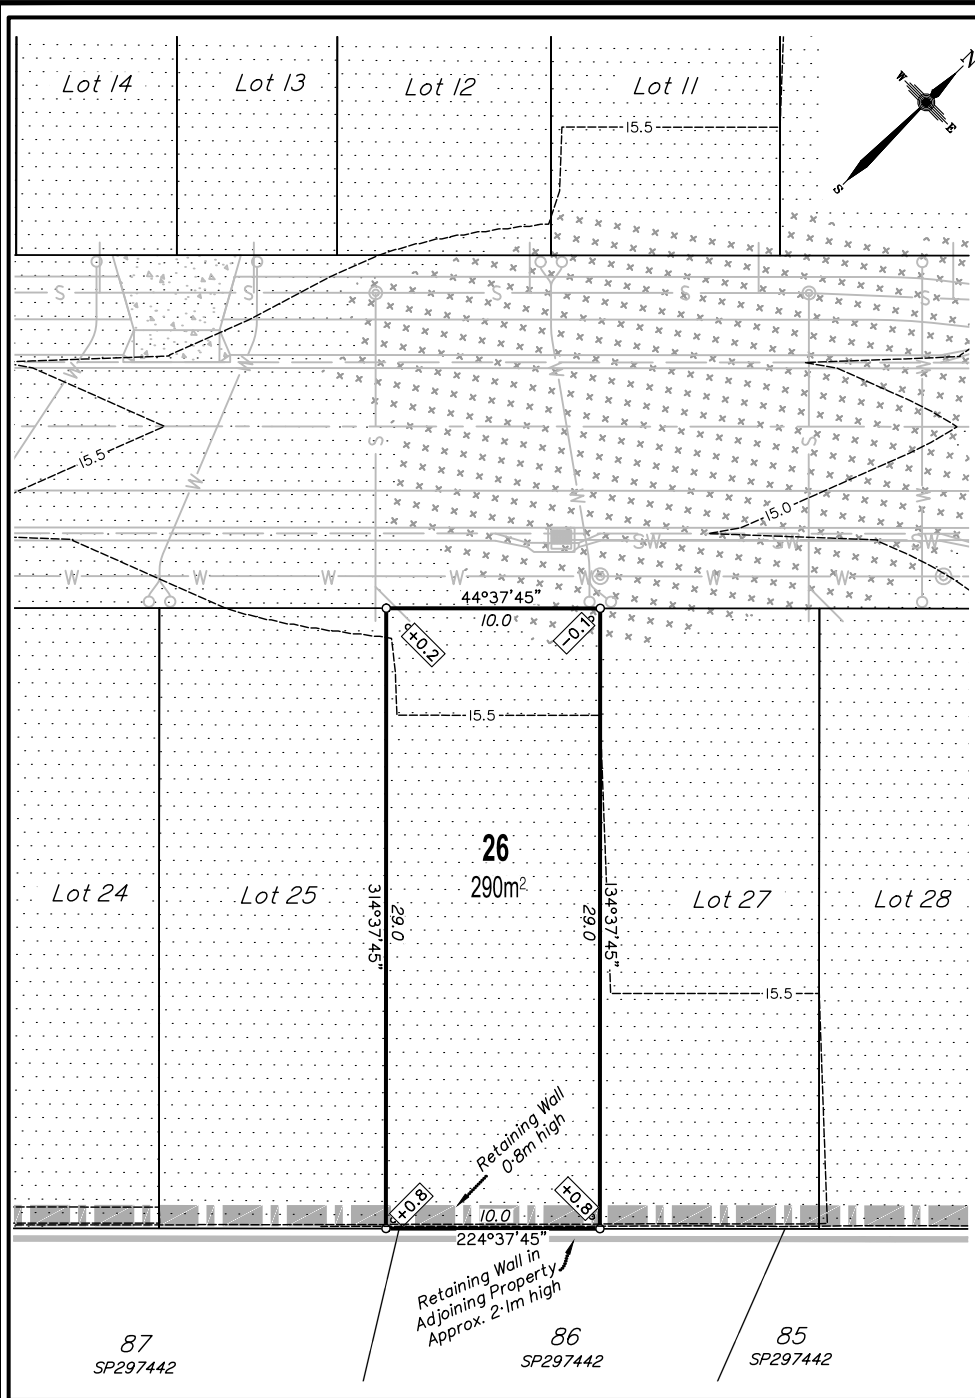 Lot 14
Lot 13
Lot 12
Lot 11
N
W
E
S
15.5
S
S
S
S
S
W
W
W
W
S
S
15.5
W
W
W
15.0
SW
SW
SW
W
W
W
W
W
W
W
44°37'45"
10.0
+0.2
-0.1
15.5
26
290m²
Lot 24
Lot 25
314°37'45"
29.0
29.0
134°37'45"
Lot 27
Lot 28
15.5
Retaining Wall
0·8m high
+0.8
+0.8
10.0
224°37'45"
Retaining Wall in
Adjoining Property
Approx. 2·1m high
87
SP297442
86
SP297442
85
SP297442